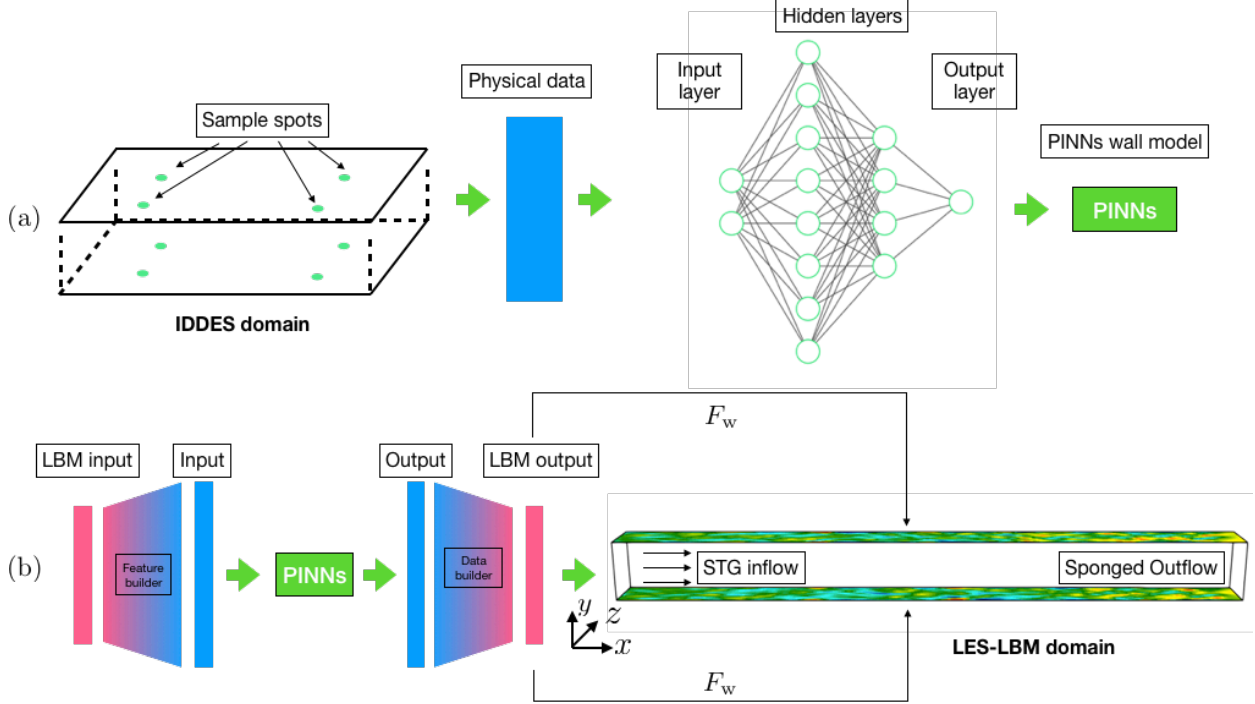 (a)
Sample spots
IDDES domain
Physical data
Hidden layers
Input
layer
Output
layer
PINNs wall model
PINNs
(b)
LBM input
Input
Feature
builder
PINNs
Output
LBM output
Data
builder
F_w
F_w
y
z
x
STG inflow
Sponged Outflow
LES-LBM domain